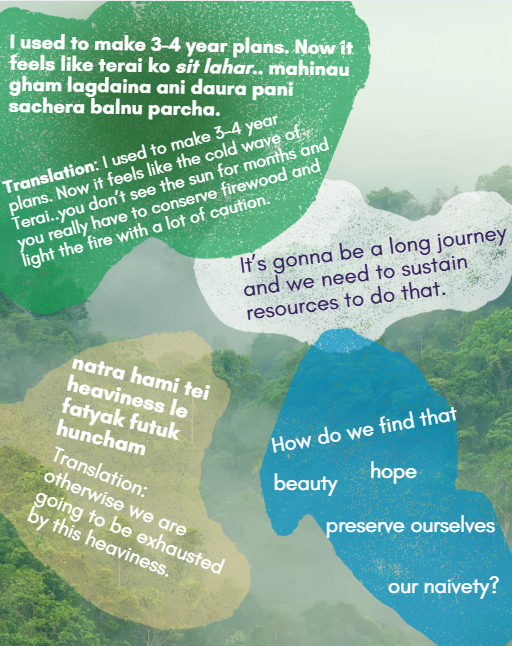 I used to make 3-4 year plans. Now it
feels like terai ko sit lahar.. mahinau
gham lagdaina ani daura pani
sachera balnu parcha.
Translation: I used to make 3-4 year
plans. Now it feels like the cold wave of
Terai..you don't see the sun for months and
you really have to conserve firewood and
light the fire with a lot of caution.
It's gonna be a long journey
and we need to sustain
resources to do that.
natra hami tei
heaviness le
fatyak futuk
huncham
Translation:
otherwise we are
going to be exhausted
by this heaviness.
How do we find that
beauty
hope
preserve ourselves
our naivety?